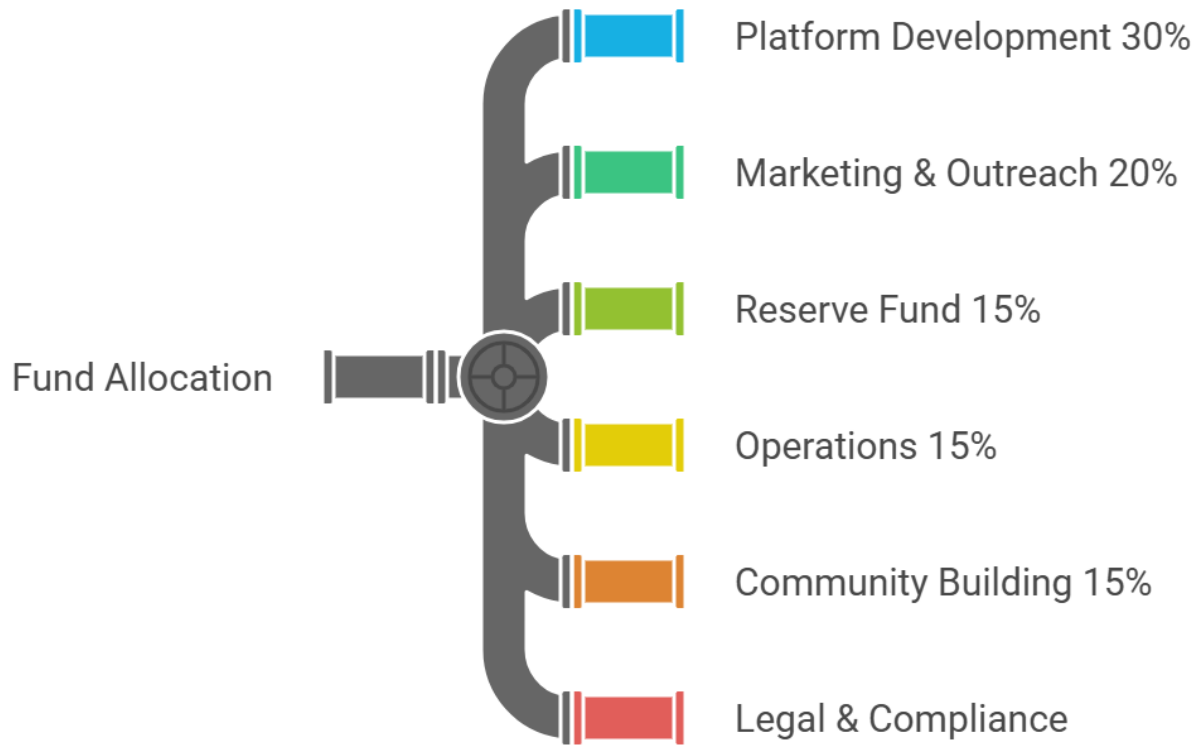 Platform Development 30%
Marketing & Outreach 20%
Reserve Fund 15%
Fund Allocation
Operations 15%
Community Building 15%
Legal & Compliance